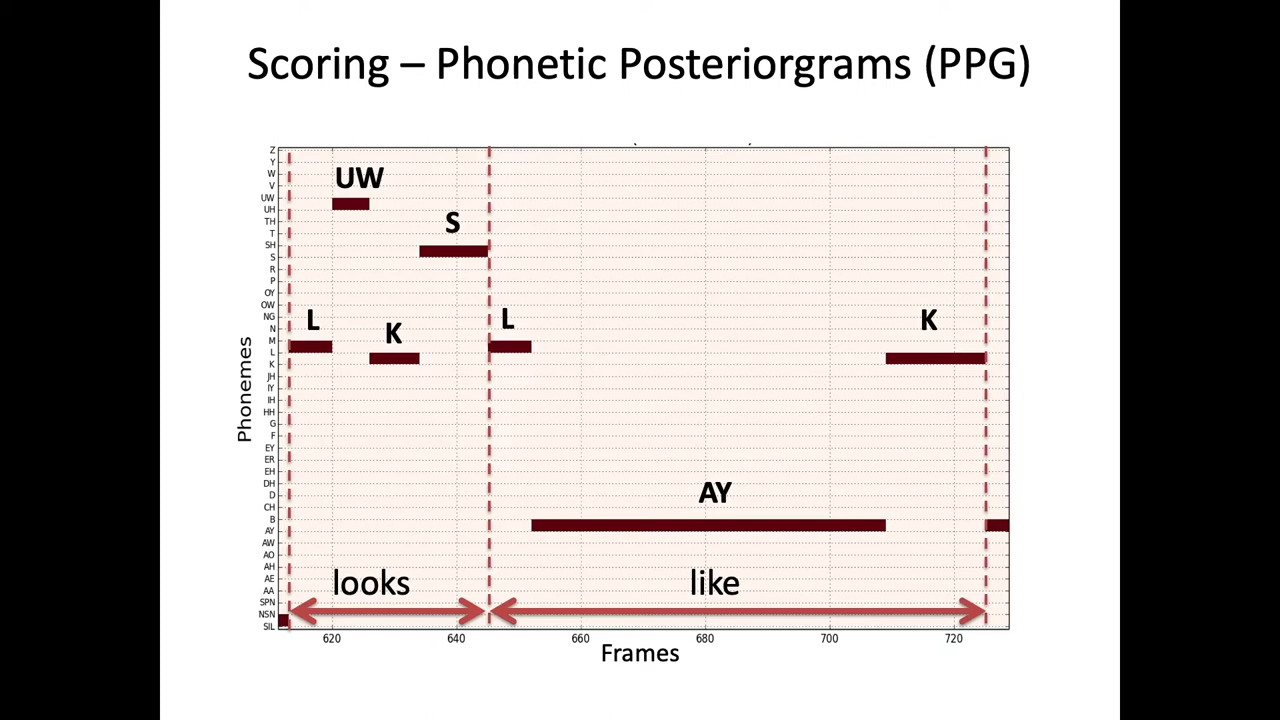 Scoring – Phonetic Posteriorgrams (PPG)
Z
Y
W
V
UW
UH
TH
T
SH
S
R
P
OY
OW
NG
N
M
L
K
JH
IY
IH
HH
G
F
EY
ER
EH
DH
D
CH
B
AY
AW
AO
AH
AE
AA
SPN
NSN
SIL
Phonemes
UW
S
L
K
L
K
AY
looks
like
620 640 660 680 700 720
Frames